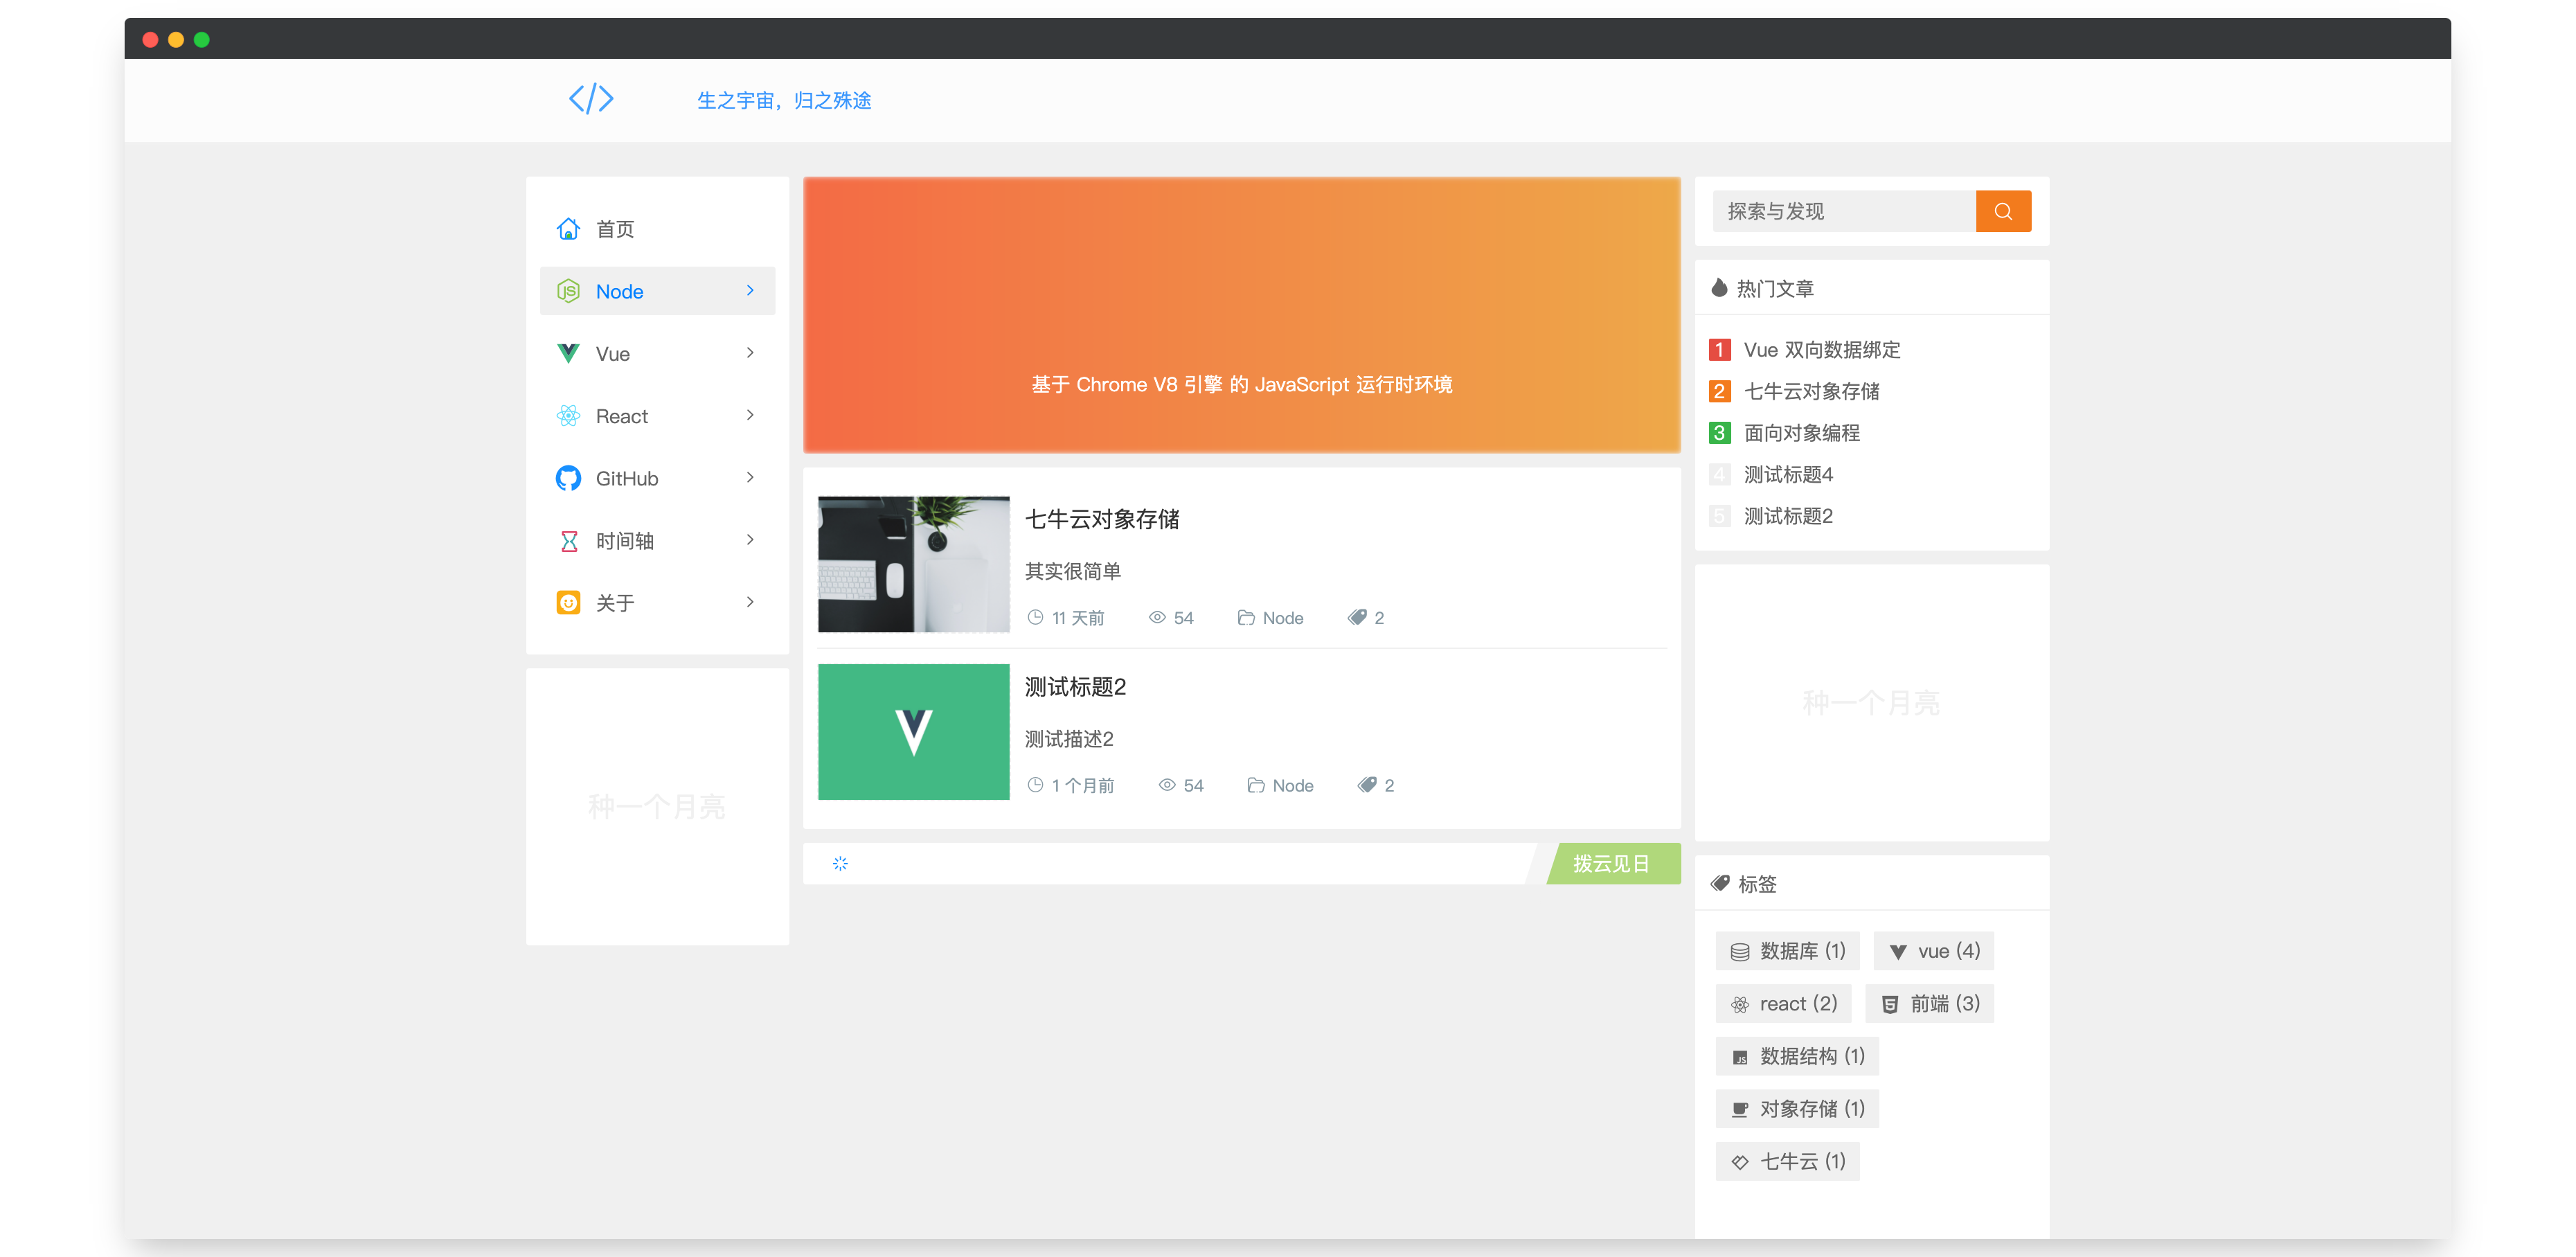 </> 生之宇宙，归之殊途
首页
Node
Vue
React
GitHub
时间轴
关于
种一个月亮
基于 Chrome V8 引擎 的 JavaScript 运行时环境
七牛云对象存储
其实很简单
11 天前 54 Node 2
测试标题2
测试描述2
1 个月前 54 Node 2
拨云见日
探索与发现
热门文章
1 Vue 双向数据绑定
2 七牛云对象存储
3 面向对象编程
4 测试标题4
5 测试标题2
种一个月亮
标签
数据库 (1) vue (4)
react (2) 前端 (3)
数据结构 (1)
对象存储 (1)
七牛云 (1)